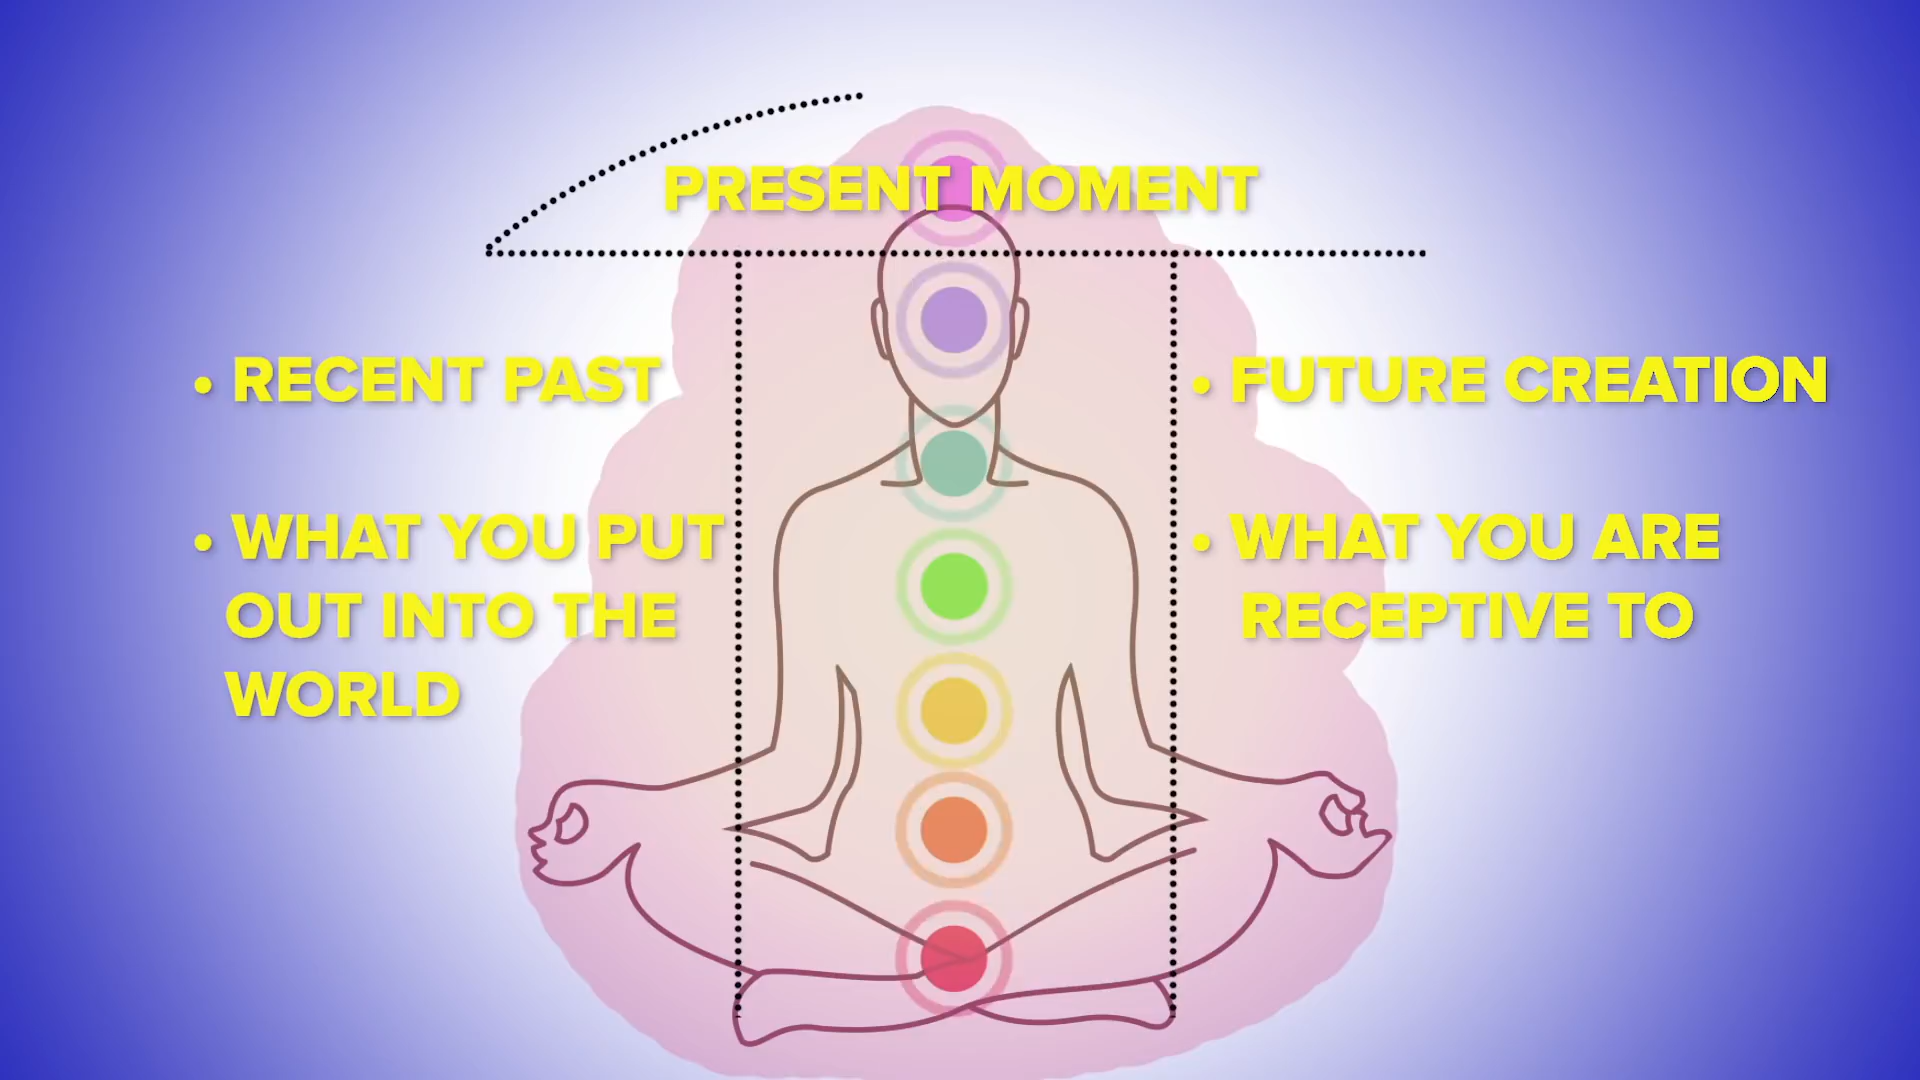 PRESENT MOMENT
• RECENT PAST
• WHAT YOU PUT
OUT INTO THE
WORLD
• FUTURE CREATION
• WHAT YOU ARE
RECEPTIVE TO